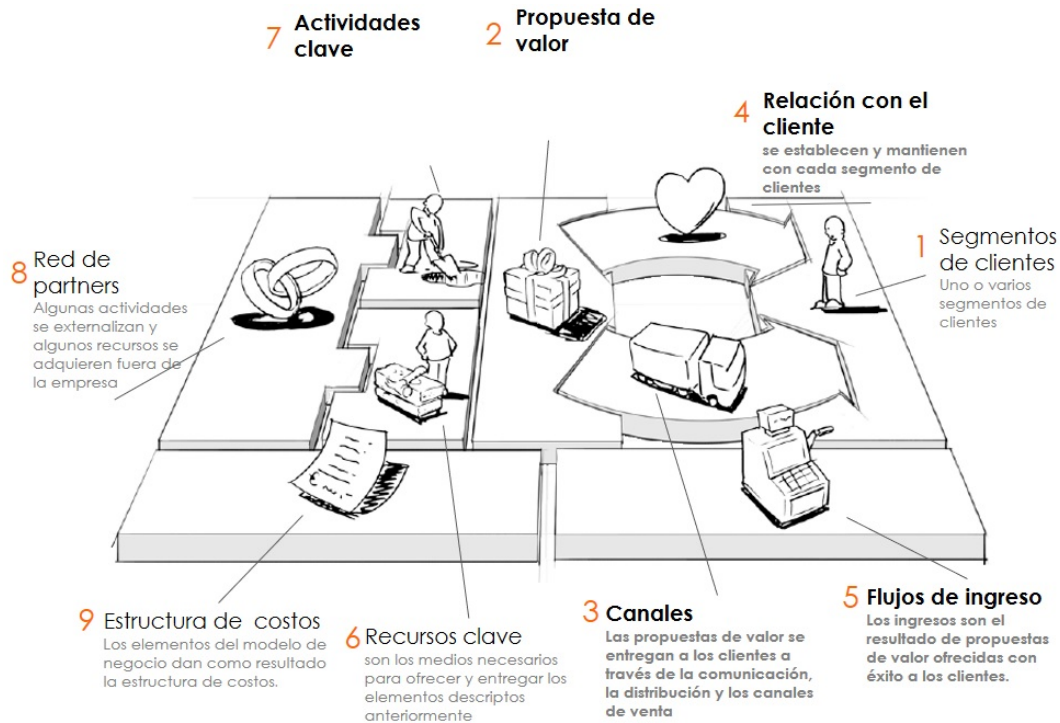 7 Actividades
clave
2 Propuesta de
valor
4 Relación con el
cliente
se establecen y mantienen
con cada segmento de
clientes
1 Segmentos
de clientes
Uno o varios
segmentos de
clientes
8 Red de
partners
Algunas actividades
se externalizan y
algunos recursos se
adquieren fuera de
la empresa
9 Estructura de costos
Los elementos del modelo de
negocio dan como resultado
la estructura de costos.
6 Recursos clave
son los medios necesarios
para ofrecer y entregar los
elementos descriptos
anteriormente
3 Canales
Las propuestas de valor se
entregan a los clientes a
través de la comunicación,
la distribución y los canales
de venta
5 Flujos de ingreso
Los ingresos son el
resultado de propuestas
de valor ofrecidas con
éxito a los clientes.